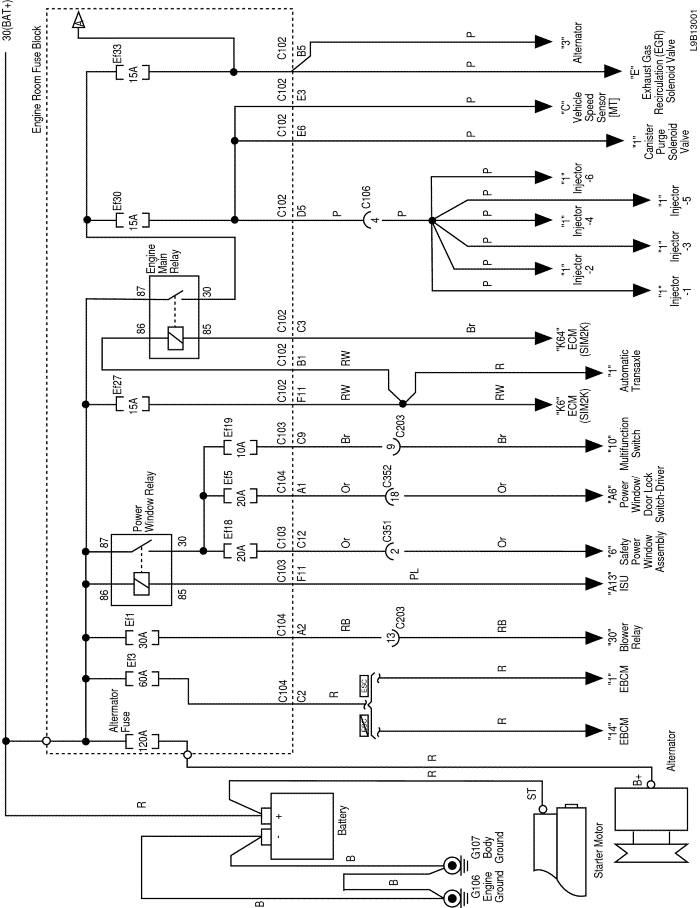 30(BAT+)
L9B13001
Engine Room Fuse Block
A
Ef33
15A
C102
B5
P
"3"
Alternator
P
"E"
Exhaust Gas
Recirculation (EGR)
Solenoid Valve
C102
E3
P
"C"
Vehicle
Speed
Sensor
[MT]
C102
E6
P
"1"
Canister
Purge
Solenoid
Valve
Ef30
15A
C102
D5
P
C106
4
P
P
"1"
Injector
-6
P
"1"
Injector
-5
P
"1"
Injector
-4
P
"1"
Injector
-3
P
"1"
Injector
-2
P
"1"
Injector
-1
Engine
Main
Relay
87
30
86
85
C102
C3
Br
"K64"
ECM
(SIM2K)
C102
B1
RW
R
"1"
Automatic
Transaxle
Ef27
15A
C102
F11
RW
RW
"K6"
ECM
(SIM2K)
Ef19
10A
C103
C9
Br
C203
9
Br
"10"
Multifunction
Switch
Ef5
20A
C104
A1
Or
C352
18
Or
"A6"
Power
Window/
Door Lock
Switch-Driver
Power
Window Relay
87
30
86
85
Ef18
20A
C103
C12
Or
C351
2
Or
"6"
Safety
Power
Window
Assembly
C103
F11
PL
"A13"
ISU
Ef1
30A
C104
A2
RB
C203
13
RB
"30"
Blower
Relay
Ef3
60A
C104
C2
R
ESC
R
"1"
EBCM
ESC
R
"14"
EBCM
Altermator
Fuse
120A
R
R
R
B+
Alternator
+
-
Battery
ST
Starter Motor
B
G107
Body
Ground
B
B
G106
Engine
Ground